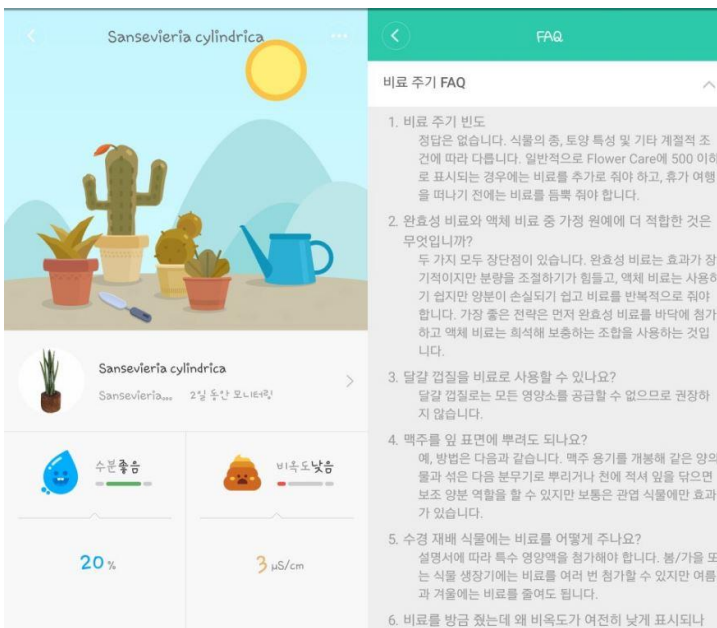 Sansevieria cylindrica
Sansevieria cylindrica
Sansevieria... 2일 동안 모니터링
수분좋음
비옥도낮음
20 %
3 µS/cm
FAQ
비료 주기 FAQ
1. 비료 주기 빈도
정답은 없습니다. 식물의 종, 토양 특성 및 기타 계절적 조
건에 따라 다릅니다. 일반적으로 Flower Care에 500 이하
로 표시되는 경우에는 비료를 추가로 줘야 하고, 휴가 여행
을 떠나기 전에는 비료를 듬뿍 줘야 합니다.
2. 완효성 비료와 액체 비료 중 가정 원예에 더 적합한 것은
무엇입니까?
두 가지 모두 장단점이 있습니다. 완효성 비료는 효과가 장
기적이지만 분량을 조절하기가 힘들고, 액체 비료는 사용하
기 쉽지만 양분이 손실되기 쉽고 비료를 반복적으로 줘야
합니다. 가장 좋은 전략은 먼저 완효성 비료를 바닥에 첨가
하고 액체 비료는 희석해 보충하는 조합을 사용하는 것입
니다.
3. 달걀 껍질을 비료로 사용할 수 있나요?
달걀 껍질로는 모든 영양소를 공급할 수 없으므로 권장하
지 않습니다.
4. 맥주를 잎 표면에 뿌려도 되나요?
예, 방법은 다음과 같습니다. 맥주 용기를 개봉해 같은 양의
물과 섞은 다음 분무기로 뿌리거나 천에 적셔 잎을 닦으면
보조 양분 역할을 할 수 있지만 보통은 관엽 식물에만 효과
가 있습니다.
5. 수경 재배 식물에는 비료를 어떻게 주나요?
설명서에 따라 특수 영양액을 첨가해야 합니다. 봄/가을 또
는 식물 생장기에는 비료를 여러 번 첨가할 수 있지만 여름
과 겨울에는 비료를 줄여도 됩니다.
6. 비료를 방금 줬는데 왜 비옥도가 여전히 낮게 표시되나